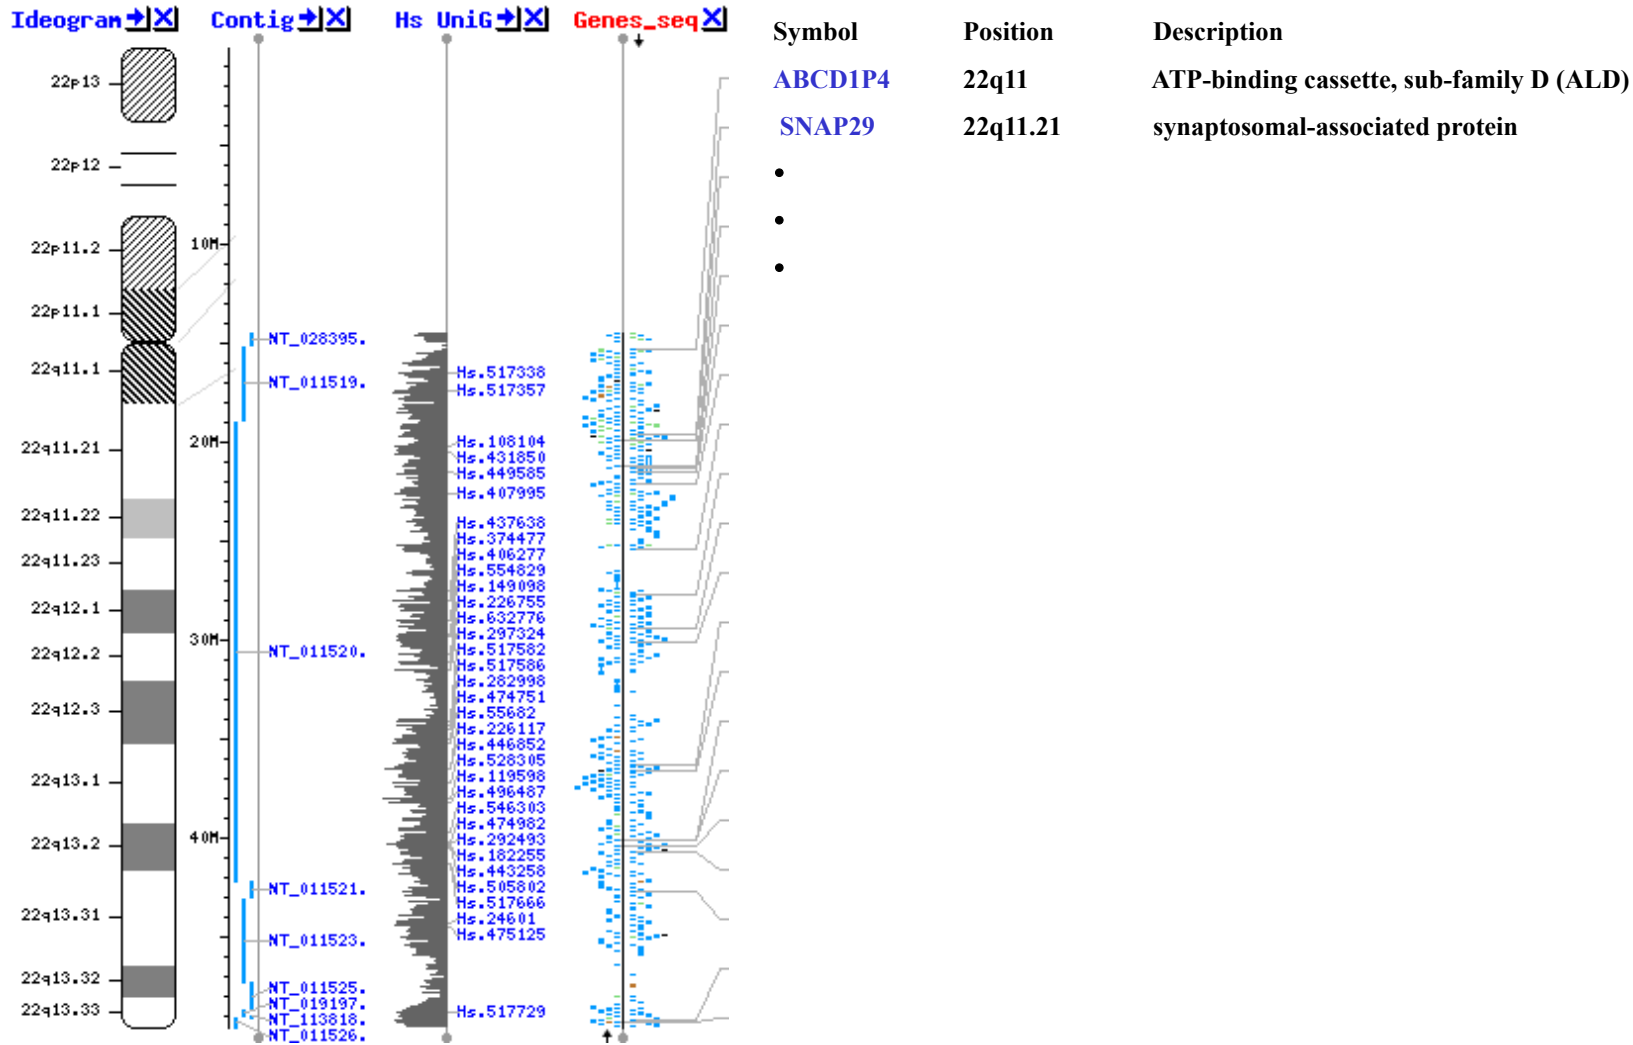 Ideogram Contig Hs UniG Genes_seq Symbol Position Description
ABCD1P4 22q11 ATP-binding cassette, sub-family D (ALD)
SNAP29 22q11.21 synaptosomal-associated protein
•
•
•
22p13
22p12
22p11.2
22p11.1
22q11.1
22q11.21
22q11.22
22q11.23
22q12.1
22q12.2
22q12.3
22q13.1
22q13.2
22q13.31
22q13.32
22q13.33
10M
20M
30M
40M
NT_028395.
NT_011519.
NT_011520.
NT_011521.
NT_011523.
NT_011525.
NT_019197.
NT_113818.
NT_011526.
Hs.517338
Hs.517357
Hs.108104
Hs.431850
Hs.449585
Hs.407995
Hs.437638
Hs.374477
Hs.406277
Hs.554829
Hs.149098
Hs.226755
Hs.632776
Hs.297324
Hs.517582
Hs.517586
Hs.282998
Hs.474751
Hs.55682
Hs.226117
Hs.446852
Hs.528305
Hs.119598
Hs.496487
Hs.546303
Hs.474982
Hs.292493
Hs.182255
Hs.443258
Hs.505802
Hs.517666
Hs.24601
Hs.475125
Hs.517729